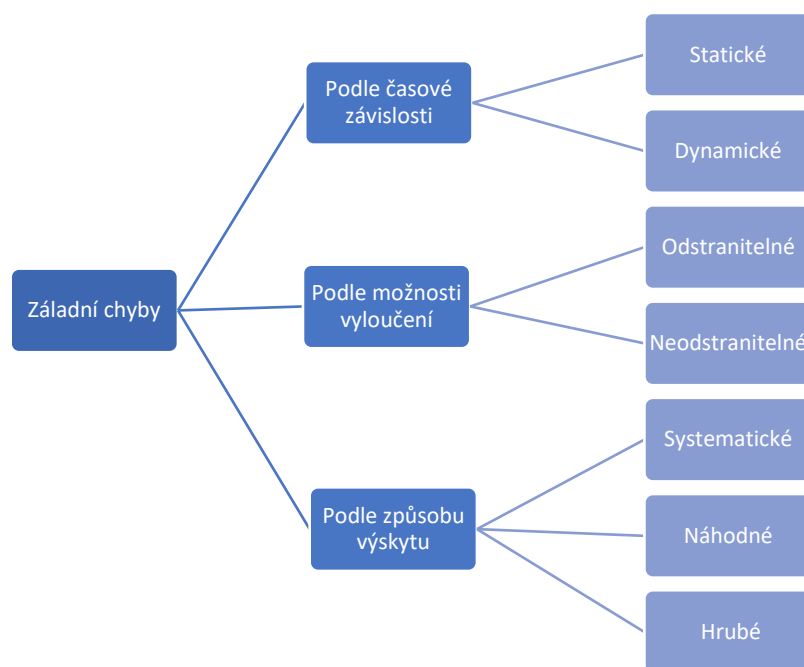 Záladní chyby
Podle časové
závislosti
Statické
Dynamické
Podle možnosti
vyloučení
Odstranitelné
Neodstranitelné
Podle způsobu
výskytu
Systematické
Náhodné
Hrubé